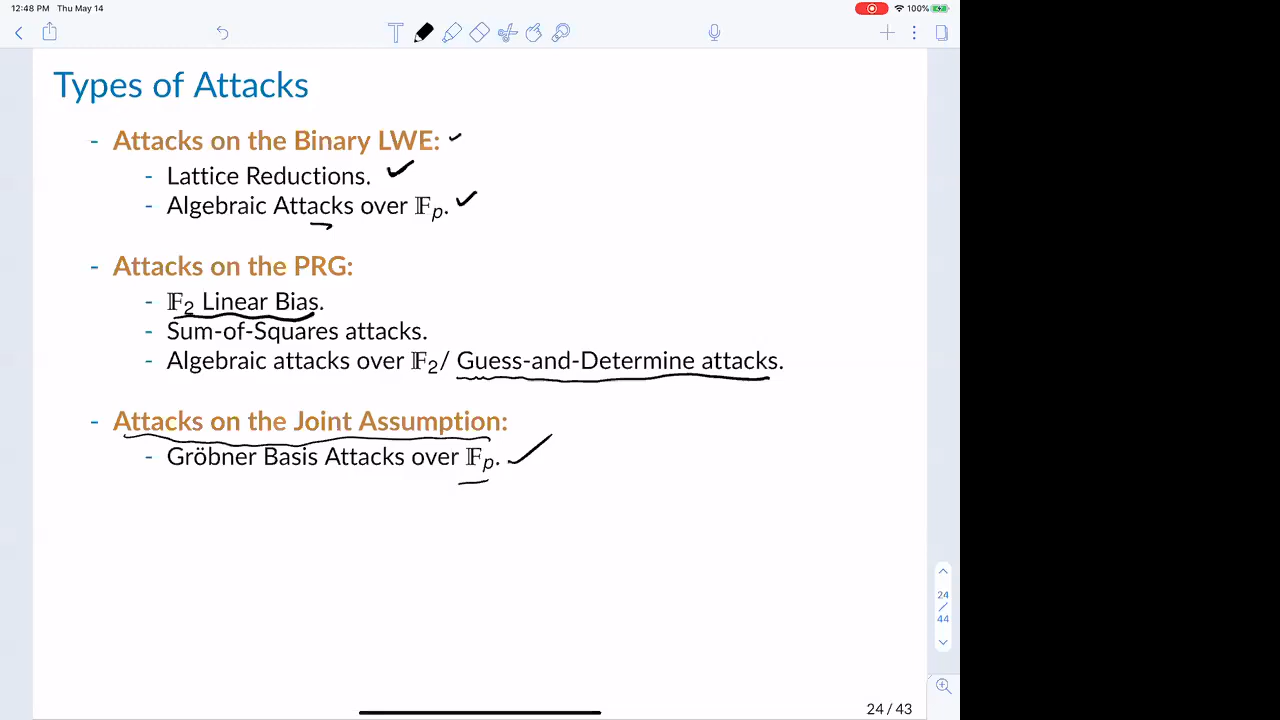 12:48 PM Thu May 14
100%
T
Types of Attacks
- Attacks on the Binary LWE:
- Lattice Reductions.
- Algebraic Attacks over 𝔽p.
- Attacks on the PRG:
- 𝔽2 Linear Bias.
- Sum-of-Squares attacks.
- Algebraic attacks over 𝔽2/ Guess-and-Determine attacks.
- Attacks on the Joint Assumption:
- Gröbner Basis Attacks over 𝔽p.
24
/
44
24 / 43